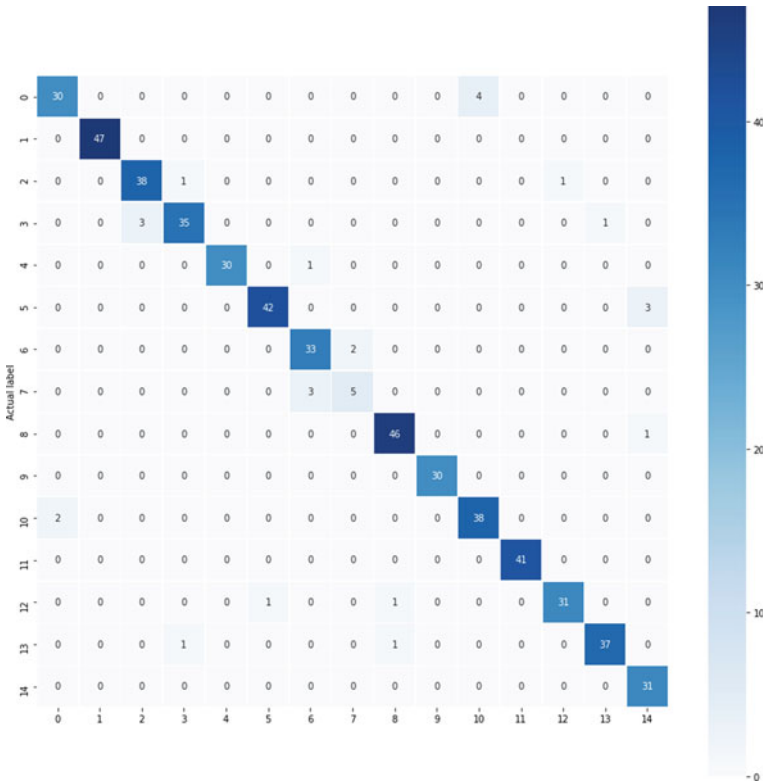 0 30 0 0 0 0 0 0 0 0 0 4 0 0 0 0
1 0 47 0 0 0 0 0 0 0 0 0 0 0 0 0
2 0 0 38 1 0 0 0 0 0 0 0 0 1 0 0
3 0 0 3 35 0 0 0 0 0 0 0 0 0 1 0
4 0 0 0 0 30 0 1 0 0 0 0 0 0 0 0
5 0 0 0 0 0 42 0 0 0 0 0 0 0 0 3
6 0 0 0 0 0 0 33 2 0 0 0 0 0 0 0
7 0 0 0 0 0 0 3 5 0 0 0 0 0 0 0
8 0 0 0 0 0 0 0 0 46 0 0 0 0 0 1
9 0 0 0 0 0 0 0 0 0 30 0 0 0 0 0
10 2 0 0 0 0 0 0 0 0 0 38 0 0 0 0
11 0 0 0 0 0 0 0 0 0 0 0 41 0 0 0
12 0 0 0 0 0 1 0 0 1 0 0 0 31 0 0
13 0 0 0 1 0 0 0 0 1 0 0 0 0 37 0
14 0 0 0 0 0 0 0 0 0 0 0 0 0 0 31
0 1 2 3 4 5 6 7 8 9 10 11 12 13 14
Actual label
40
30
20
10
0